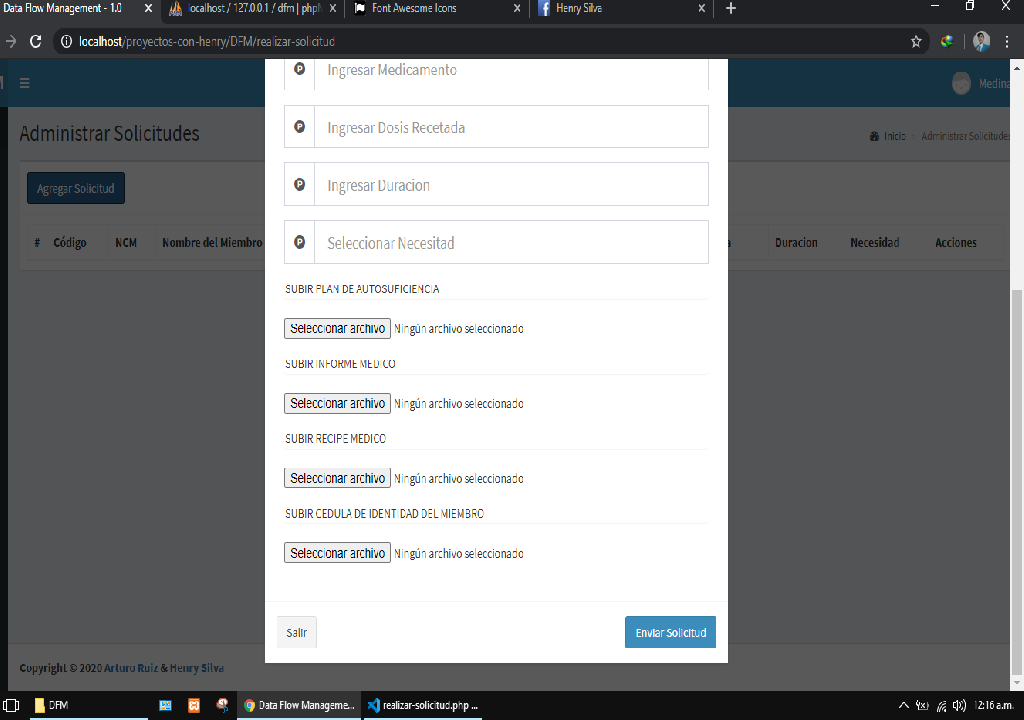 Data Flow Management - 1.0
localhost / 127.0.0.1 / dfm | phpM
Font Awesome Icons
Henry Silva
localhost/proyectos-con-henry/DFM/realizar-solicitud
Medina
Administrar Solicitudes
Inicio
Administrar Solicitudes
Agregar Solicitud
# Código NCM Nombre del Miembro Duracion Necesidad Acciones
Ingresar Medicamento
Ingresar Dosis Recetada
Ingresar Duracion
Seleccionar Necesitad
SUBIR PLAN DE AUTOSUFICIENCIA
Seleccionar archivo Ningún archivo seleccionado
SUBIR INFORME MEDICO
Seleccionar archivo Ningún archivo seleccionado
SUBIR RECIPE MEDICO
Seleccionar archivo Ningún archivo seleccionado
SUBIR CEDULA DE IDENTIDAD DEL MIEMBRO
Seleccionar archivo Ningún archivo seleccionado
Salir
Enviar Solicitud
Copyright © 2020 Arturo Ruiz & Henry Silva
DFM
Data Flow Manageme...
realizar-solicitud.php ...
12:16 a.m.